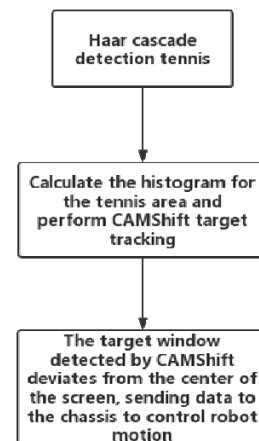 Haar cascade
detection tennis
Calculate the histogram for
the tennis area and
perform CAMShift target
tracking
The target window
detected by CAMShift
deviates from the center of
the screen, sending data to
the chassis to control robot
motion